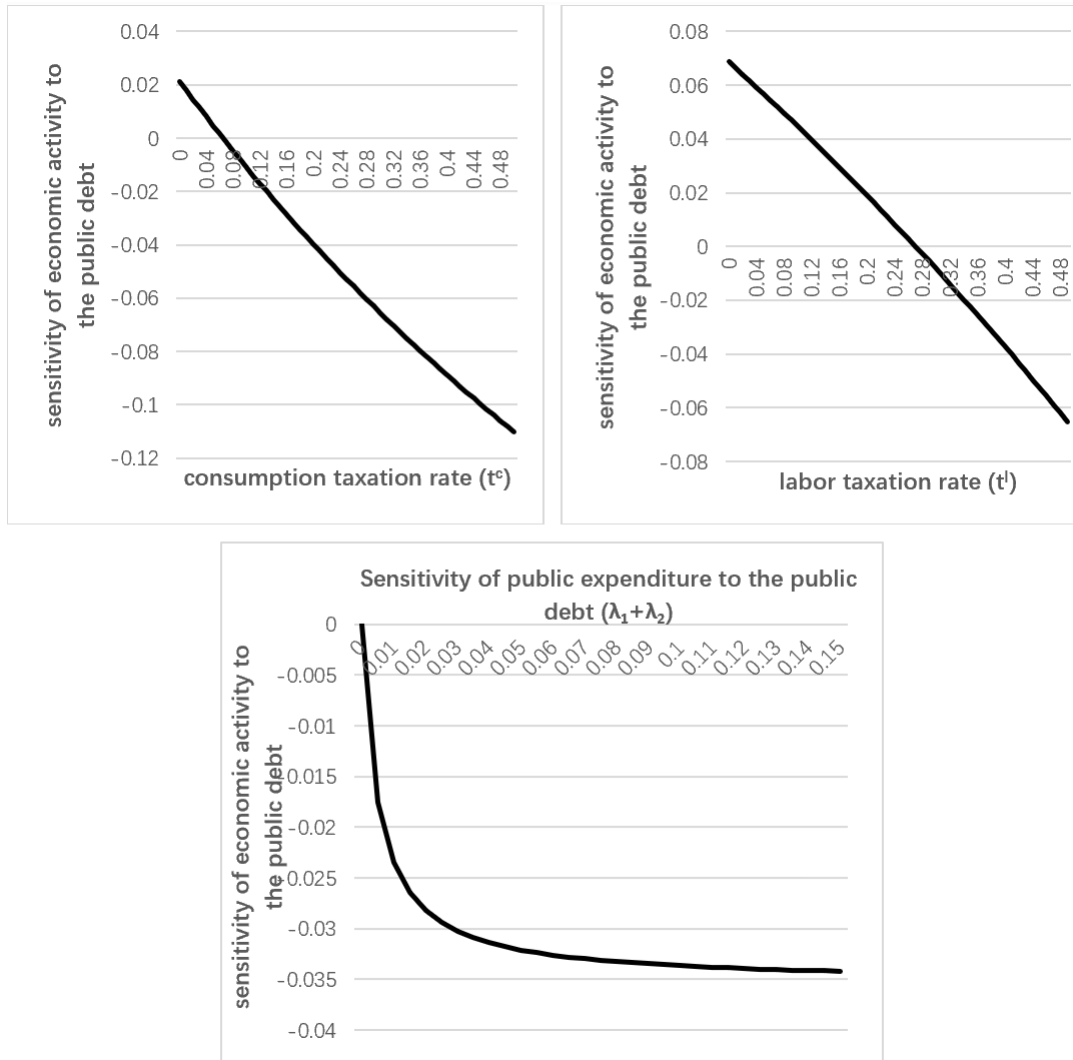 sensitivity of economic activity to
the public debt
0.04
0.02
0
-0.02
-0.04
-0.06
-0.08
-0.1
-0.12
0 0.04 0.08 0.12 0.16 0.2 0.24 0.28 0.32 0.36 0.4 0.44 0.48
consumption taxation rate (tᶜ)
sensitivity of economic activity to
the public debt
0.08
0.06
0.04
0.02
0
-0.02
-0.04
-0.06
-0.08
0 0.04 0.08 0.12 0.16 0.2 0.24 0.28 0.32 0.36 0.4 0.44 0.48
labor taxation rate (tˡ)
Sensitivity of public expenditure to the public
debt (λ₁+λ₂)
sensitivity of economic activity to
the public debt
0
-0.005
-0.01
-0.015
-0.02
-0.025
-0.03
-0.035
-0.04
0 0.01 0.02 0.03 0.04 0.05 0.06 0.07 0.08 0.09 0.1 0.11 0.12 0.13 0.14 0.15